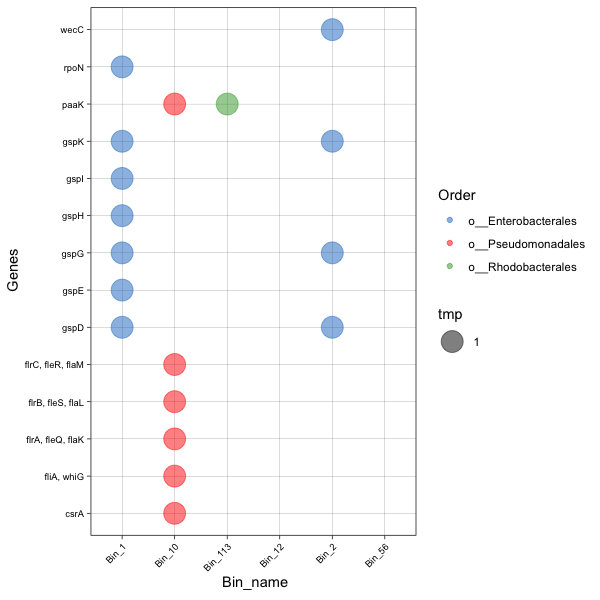 Genes
wecC
rpoN
paaK
gspK
gspI
gspH
gspG
gspE
gspD
flrC, fleR, flaM
flrB, fleS, flaL
flrA, fleQ, flaK
fliA, whiG
csrA
Bin_1
Bin_10
Bin_113
Bin_12
Bin_2
Bin_56
Bin_name
Order
o__Enterobacterales
o__Pseudomonadales
o__Rhodobacterales
tmp
1